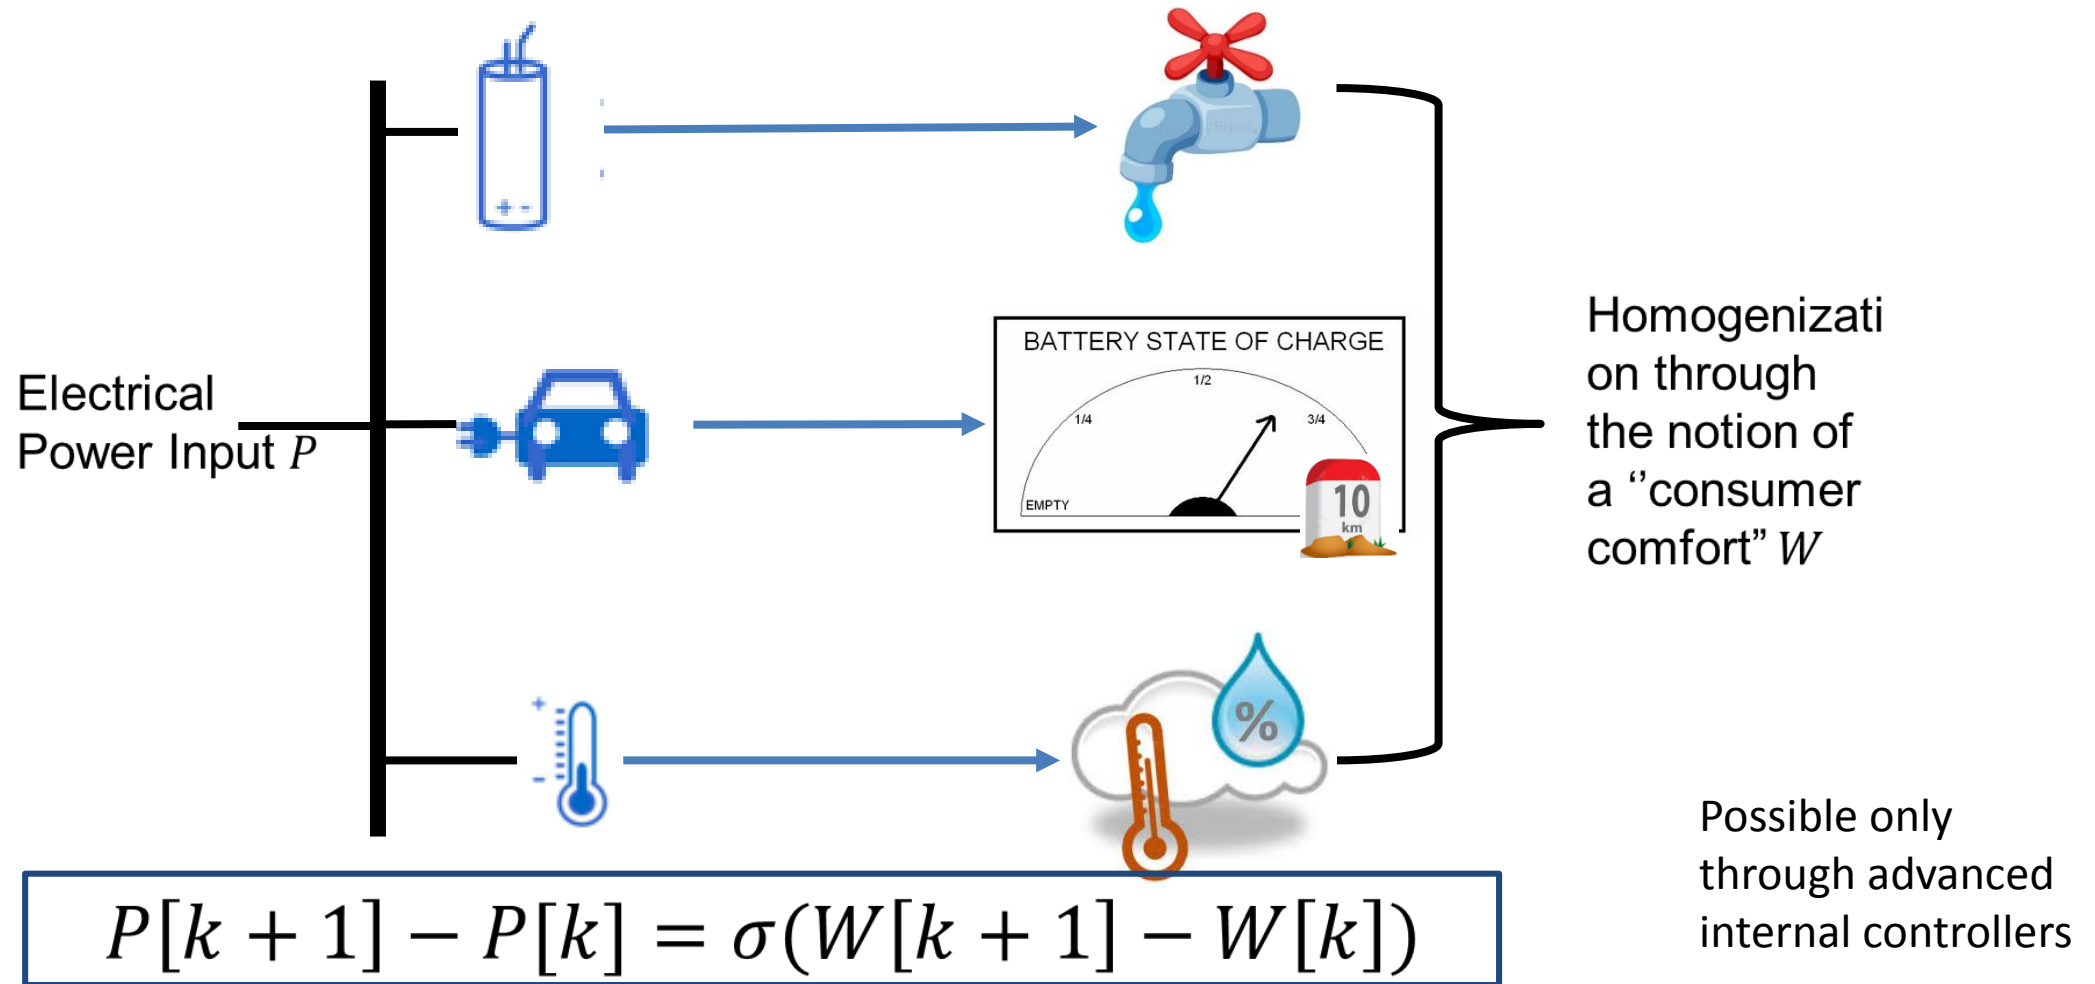 Electrical
Power Input P
+ -
BATTERY STATE OF CHARGE
1/2
1/4
3/4
EMPTY
10
km
+
-
%
Homogenizati
on through
the notion of
a ‘’consumer
comfort” W
Possible only
through advanced
internal controllers
P[k + 1] − P[k] = σ(W[k + 1] − W[k])